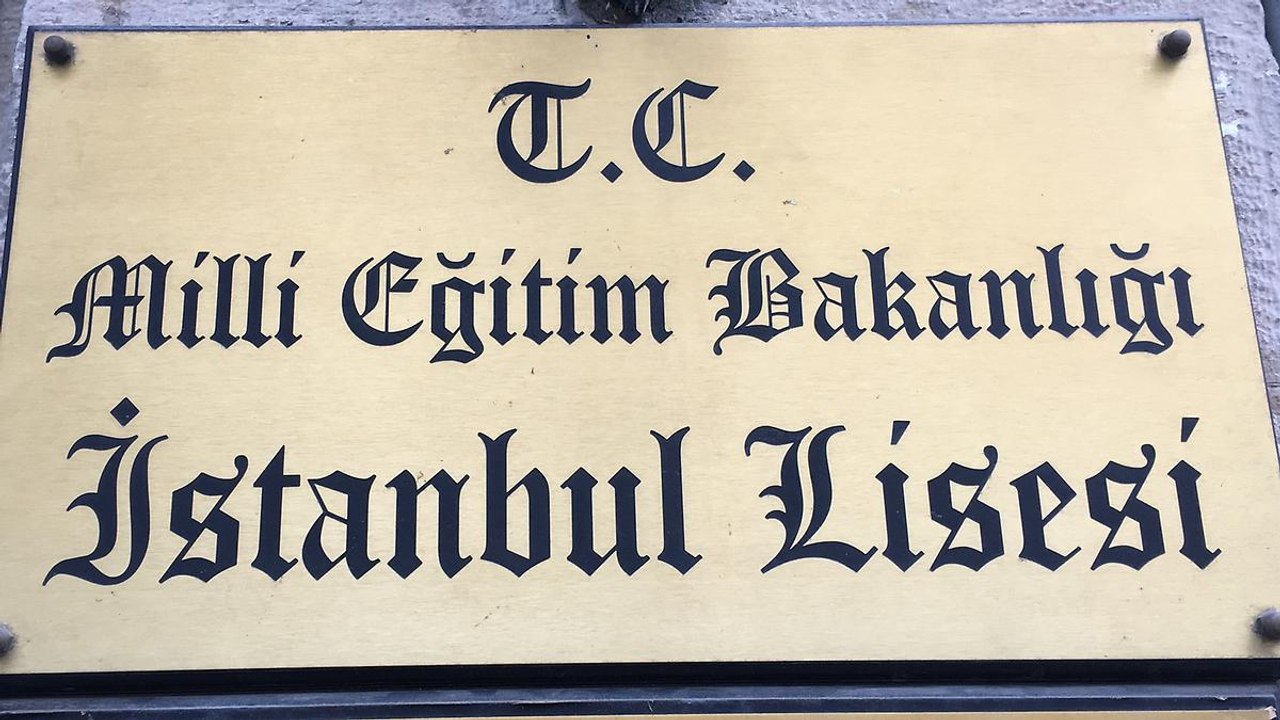 T.C.
Milli Eğitim Bakanlığı
İstanbul Lisesi